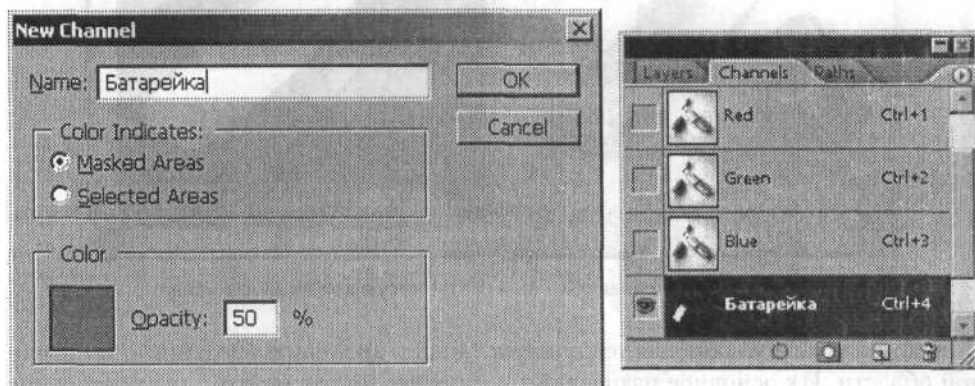 New Channel
Name: Батарейка
OK
Cancel
Color Indicates:
Masked Areas
Selected Areas
Color
Opacity: 50 %
Layers Channels Paths
Red Ctrl+1
Green Ctrl+2
Blue Ctrl+3
Батарейка Ctrl+4